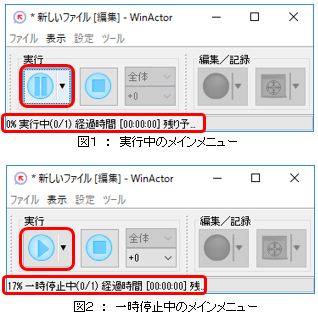 * 新しいファイル [編集] - WinActor
ファイル 表示 設定 ツール
実行 編集／記録
全体
+0
0% 実行中(0/1) 経過時間 [00:00:00] 残り予...
図１ ： 実行中のメインメニュー
* 新しいファイル [編集] - WinActor
ファイル 表示 設定 ツール
実行 編集／記録
全体
+0
17% 一時停止中(0/1) 経過時間 [00:00:00] 残...
図２ ： 一時停止中のメインメニュー